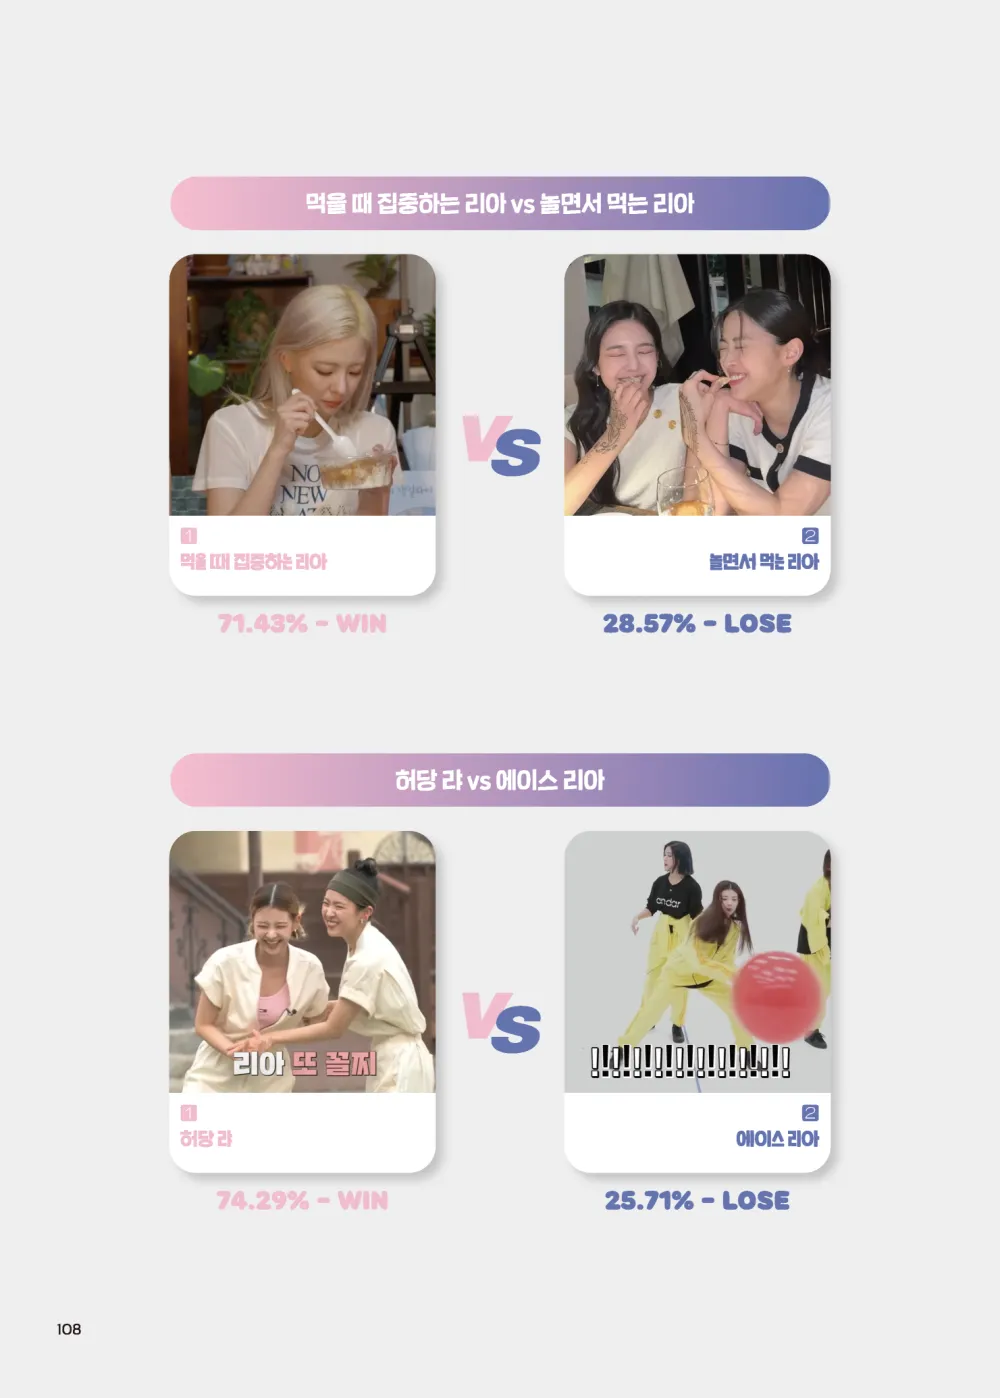 먹을 때 집중하는 리아 vs 놀면서 먹는 리아
NO
NEW
VS
1
먹을 때 집중하는 리아
2
놀면서 먹는 리아
71.43% - WIN
28.57% - LOSE
허당 랴 vs 에이스 리아
andar
리아 또 꼴찌
VS
!!!!!!!!!!!!!!!!!!!
1
허당 랴
2
에이스 리아
74.29% - WIN
25.71% - LOSE
108